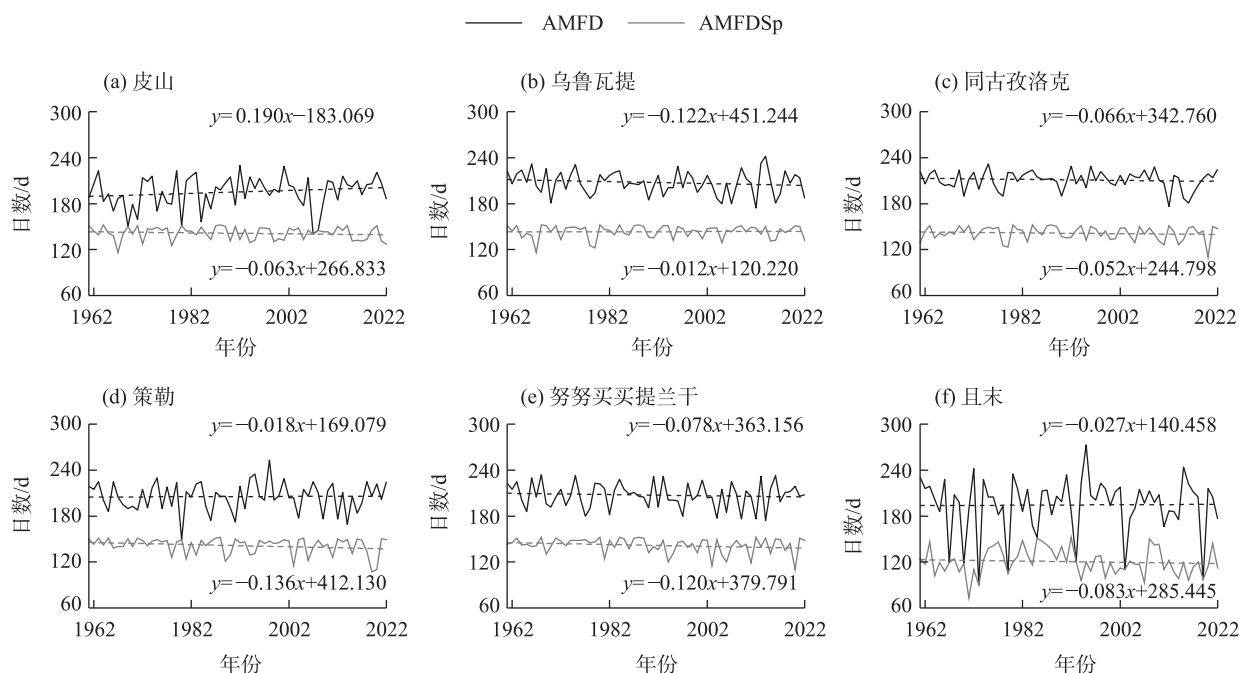 AMFD AMFDSp
(a) 皮山
(b) 乌鲁瓦提
(c) 同古孜洛克
日数/d
300
240
180
120
60
y=0.190x−183.069
y=−0.063x+266.833
1962 1982 2002 2022
年份
日数/d
300
240
180
120
60
y=−0.122x+451.244
y=−0.012x+120.220
1962 1982 2002 2022
年份
日数/d
300
240
180
120
60
y=−0.066x+342.760
y=−0.052x+244.798
1962 1982 2002 2022
年份
(d) 策勒
(e) 努努买买提兰干
(f) 且末
日数/d
300
240
180
120
60
y=−0.018x+169.079
y=−0.136x+412.130
1962 1982 2002 2022
年份
日数/d
300
240
180
120
60
y=−0.078x+363.156
y=−0.120x+379.791
1962 1982 2002 2022
年份
日数/d
300
240
180
120
60
y=−0.027x+140.458
y=−0.083x+285.445
1962 1982 2002 2022
年份